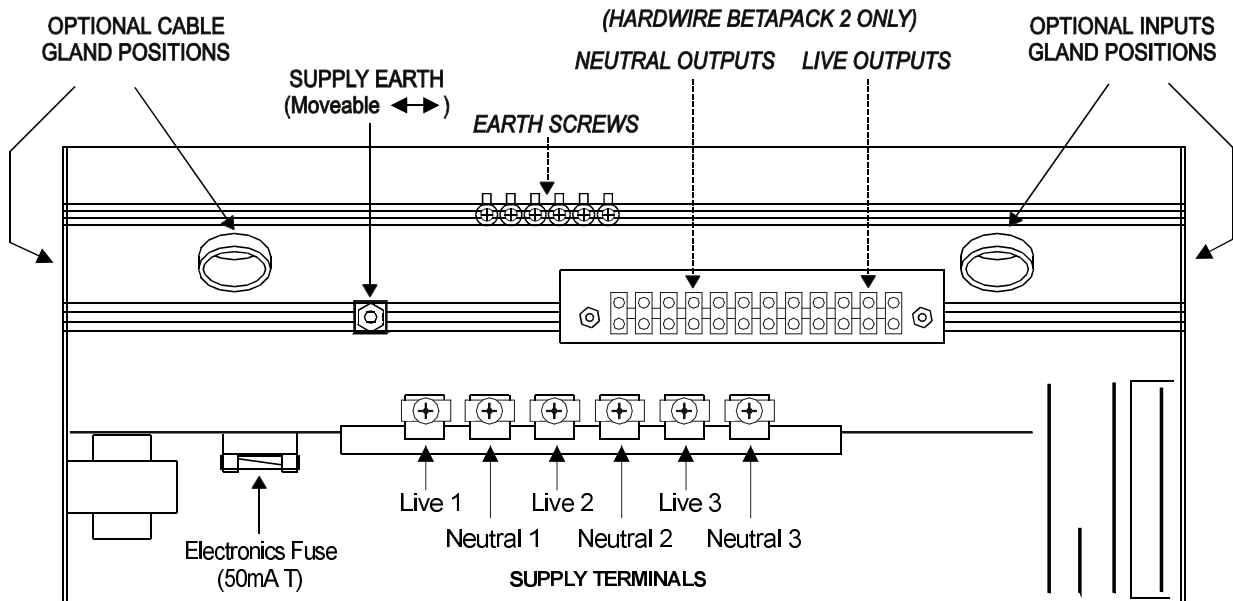 OPTIONAL CABLE
GLAND POSITIONS
SUPPLY EARTH
(Moveable ◄─►)
(HARDWIRE BETAPACK 2 ONLY)
NEUTRAL OUTPUTS
LIVE OUTPUTS
EARTH SCREWS
OPTIONAL INPUTS
GLAND POSITIONS
Live 1
Live 2
Live 3
Neutral 1
Neutral 2
Neutral 3
Electronics Fuse
(50mA T)
SUPPLY TERMINALS